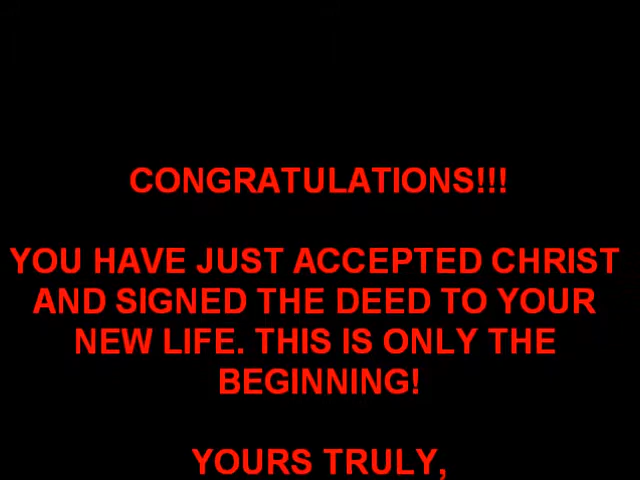 CONGRATULATIONS!!!
YOU HAVE JUST ACCEPTED CHRIST
AND SIGNED THE DEED TO YOUR
NEW LIFE. THIS IS ONLY THE
BEGINNING!
YOURS TRULY,